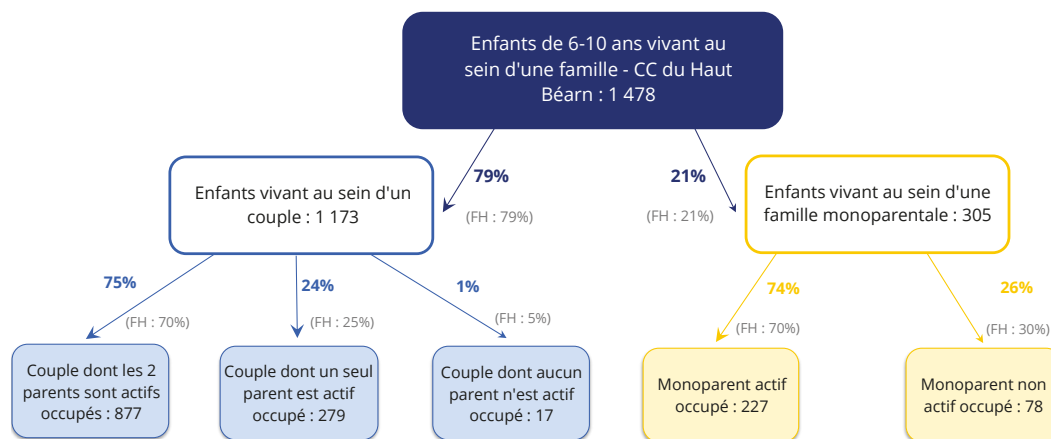 Enfants de 6-10 ans vivant au
sein d'une famille - CC du Haut
Béarn : 1 478
79%
(FH : 79%)
21%
(FH : 21%)
Enfants vivant au sein d'un
couple : 1 173
Enfants vivant au sein d'une
famille monoparentale : 305
75%
(FH : 70%)
24%
(FH : 25%)
1%
(FH : 5%)
74%
(FH : 70%)
26%
(FH : 30%)
Couple dont les 2
parents sont actifs
occupés : 877
Couple dont un seul
parent est actif
occupé : 279
Couple dont aucun
parent n'est actif
occupé : 17
Monoparent actif
occupé : 227
Monoparent non
actif occupé : 78